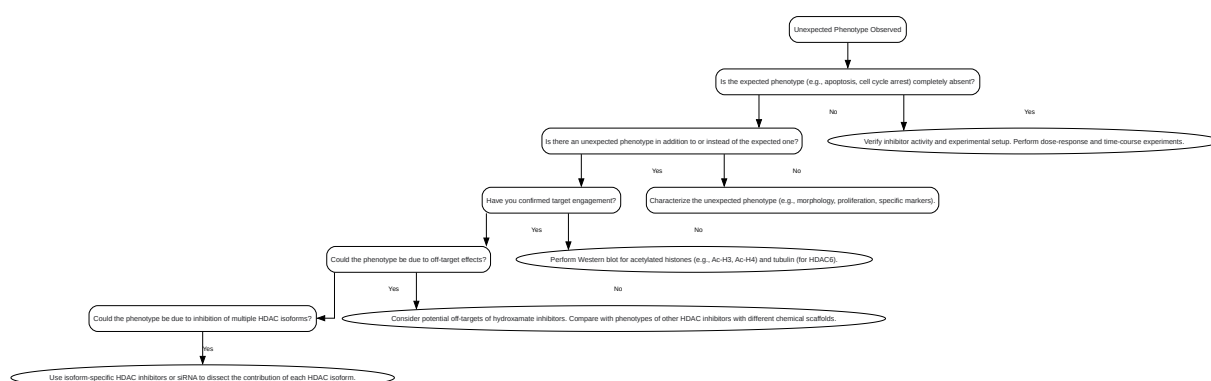 Unexpected Phenotype Observed
Is the expected phenotype (e.g., apoptosis, cell cycle arrest) completely absent?
No
Yes
Is there an unexpected phenotype in addition to or instead of the expected one?
Verify inhibitor activity and experimental setup. Perform dose-response and time-course experiments.
Yes
No
Have you confirmed target engagement?
Characterize the unexpected phenotype (e.g., morphology, proliferation, specific markers).
Yes
No
Could the phenotype be due to off-target effects?
Perform Western blot for acetylated histones (e.g., Ac-H3, Ac-H4) and tubulin (for HDAC6).
Yes
No
Could the phenotype be due to inhibition of multiple HDAC isoforms?
Consider potential off-targets of hydroxamate inhibitors. Compare with phenotypes of other HDAC inhibitors with different chemical scaffolds.
Yes
Use isoform-specific HDAC inhibitors or siRNA to dissect the contribution of each HDAC isoform.